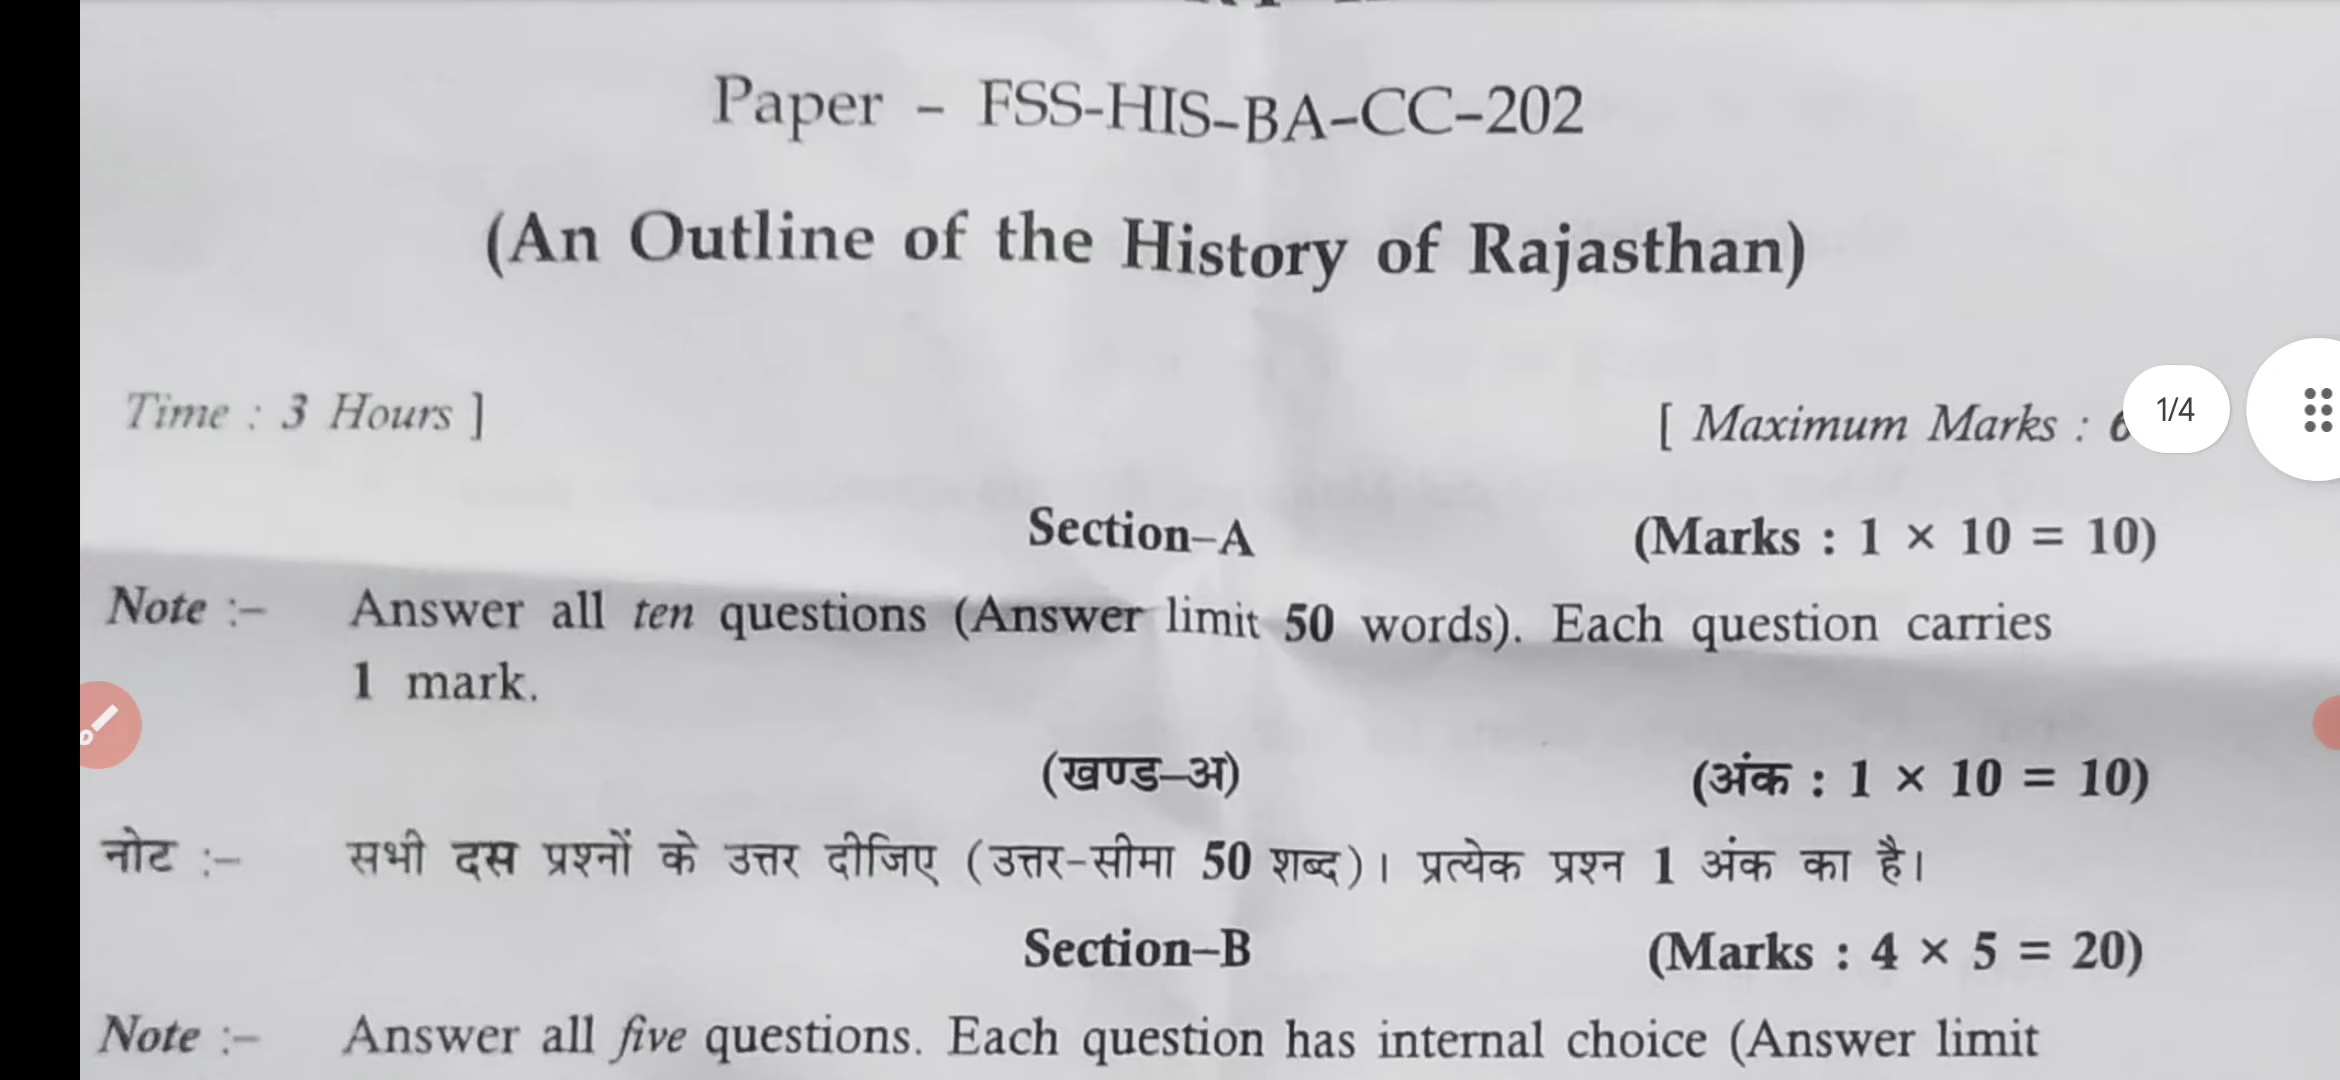 Paper – FSS-HIS-BA-CC-202
(An Outline of the History of Rajasthan)
Time : 3 Hours ]
[ Maximum Marks :
1/4
Section–A
(Marks : 1 × 10 = 10)
Note :– Answer all ten questions (Answer limit 50 words). Each question carries
1 mark.
(खण्ड–अ)
(अंक : 1 × 10 = 10)
नोट :– सभी दस प्रश्नों के उत्तर दीजिए (उत्तर-सीमा 50 शब्द)। प्रत्येक प्रश्न 1 अंक का है।
Section–B
(Marks : 4 × 5 = 20)
Note :– Answer all five questions. Each question has internal choice (Answer limit